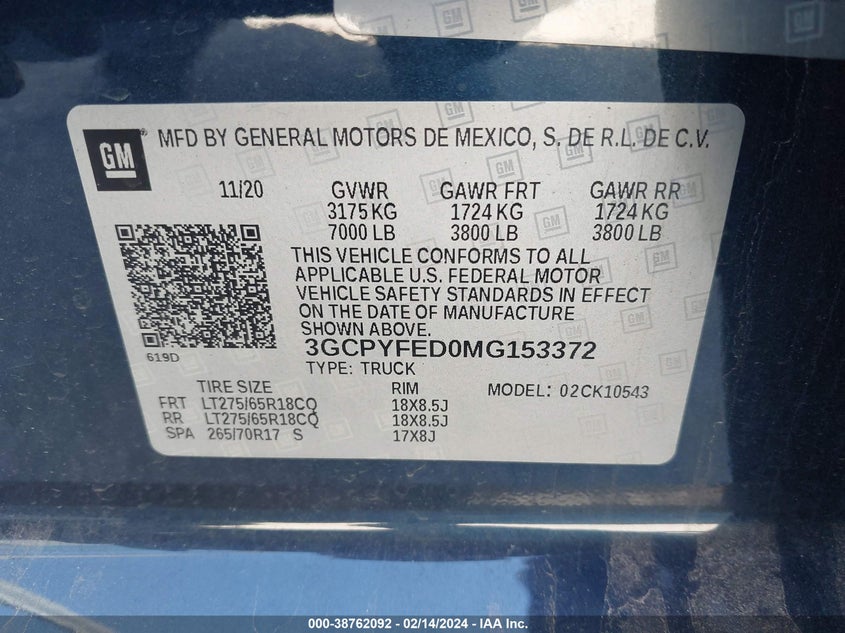 GM
® MFD BY GENERAL MOTORS DE MEXICO, S. DE R.L. DE C.V.
11/20 GVWR GAWR FRT GAWR RR
3175 KG 1724 KG 1724 KG
7000 LB 3800 LB 3800 LB
THIS VEHICLE CONFORMS TO ALL
APPLICABLE U.S. FEDERAL MOTOR
VEHICLE SAFETY STANDARDS IN EFFECT
ON THE DATE OF MANUFACTURE
SHOWN ABOVE.
619D
3GCPYFED0MG153372
TYPE: TRUCK
TIRE SIZE RIM MODEL: 02CK10543
FRT LT275/65R18CQ 18X8.5J
RR LT275/65R18CQ 18X8.5J
SPA 265/70R17 S 17X8J
000-38762092 - 02/14/2024 - IAA Inc.